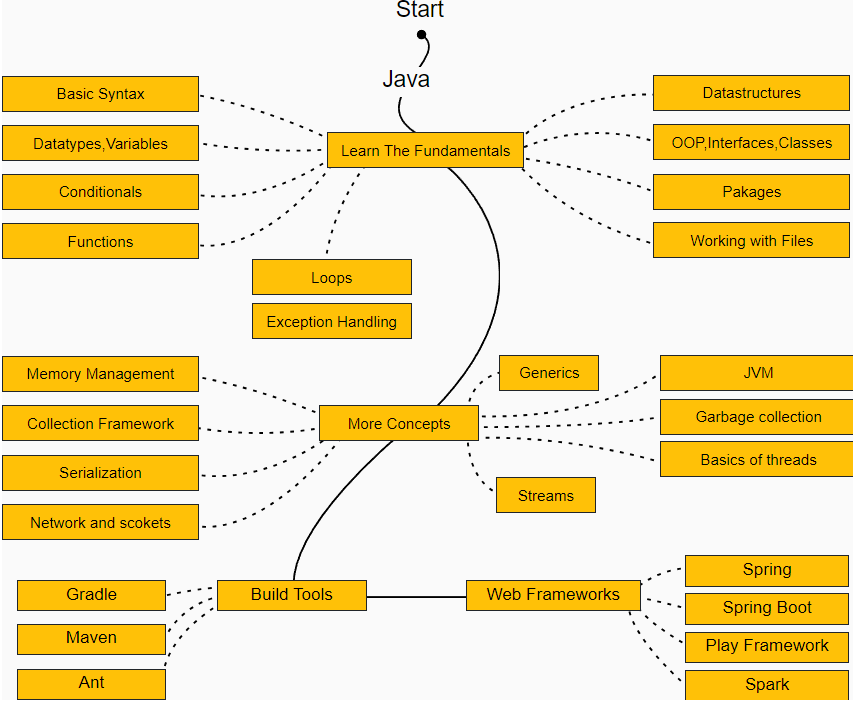 Start
Java
Learn The Fundamentals
Basic Syntax
Datatypes,Variables
Conditionals
Functions
Loops
Exception Handling
Datastructures
OOP,Interfaces,Classes
Pakages
Working with Files
More Concepts
Memory Management
Collection Framework
Serialization
Network and scokets
Generics
Streams
JVM
Garbage collection
Basics of threads
Build Tools
Gradle
Maven
Ant
Web Frameworks
Spring
Spring Boot
Play Framework
Spark